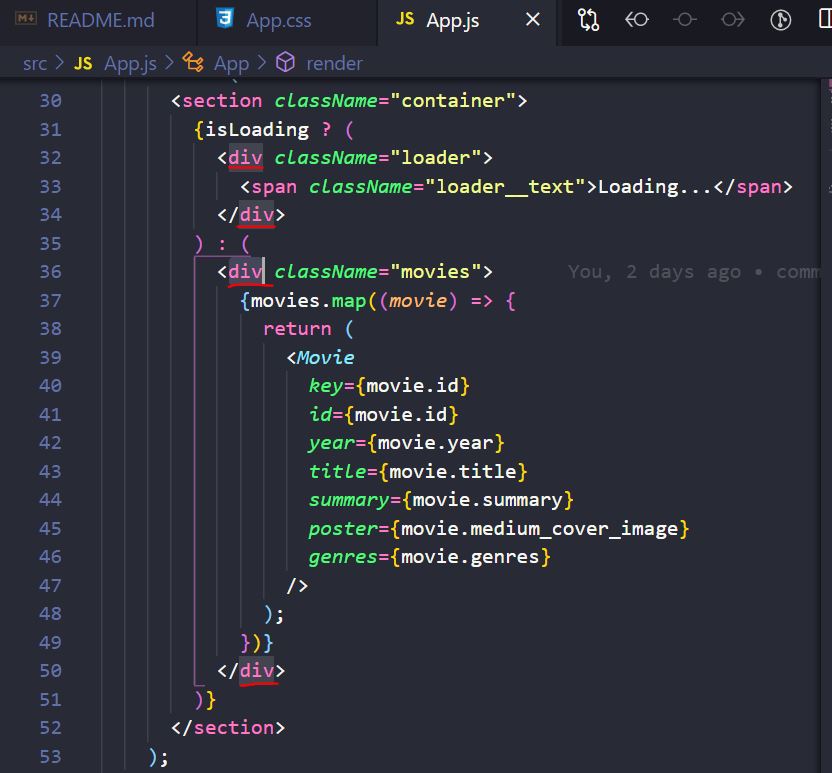 README.md App.css JS App.js
src > JS App.js > App > render
30 <section className="container">
31 {isLoading ? (
32 <div className="loader">
33 <span className="loader__text">Loading...</span>
34 </div>
35 ) : (
36 <div className="movies"> You, 2 days ago • comm
37 {movies.map((movie) => {
38 return (
39 <Movie
40 key={movie.id}
41 id={movie.id}
42 year={movie.year}
43 title={movie.title}
44 summary={movie.summary}
45 poster={movie.medium_cover_image}
46 genres={movie.genres}
47 />
48 );
49 })}
50 </div>
51 )}
52 </section>
53 );